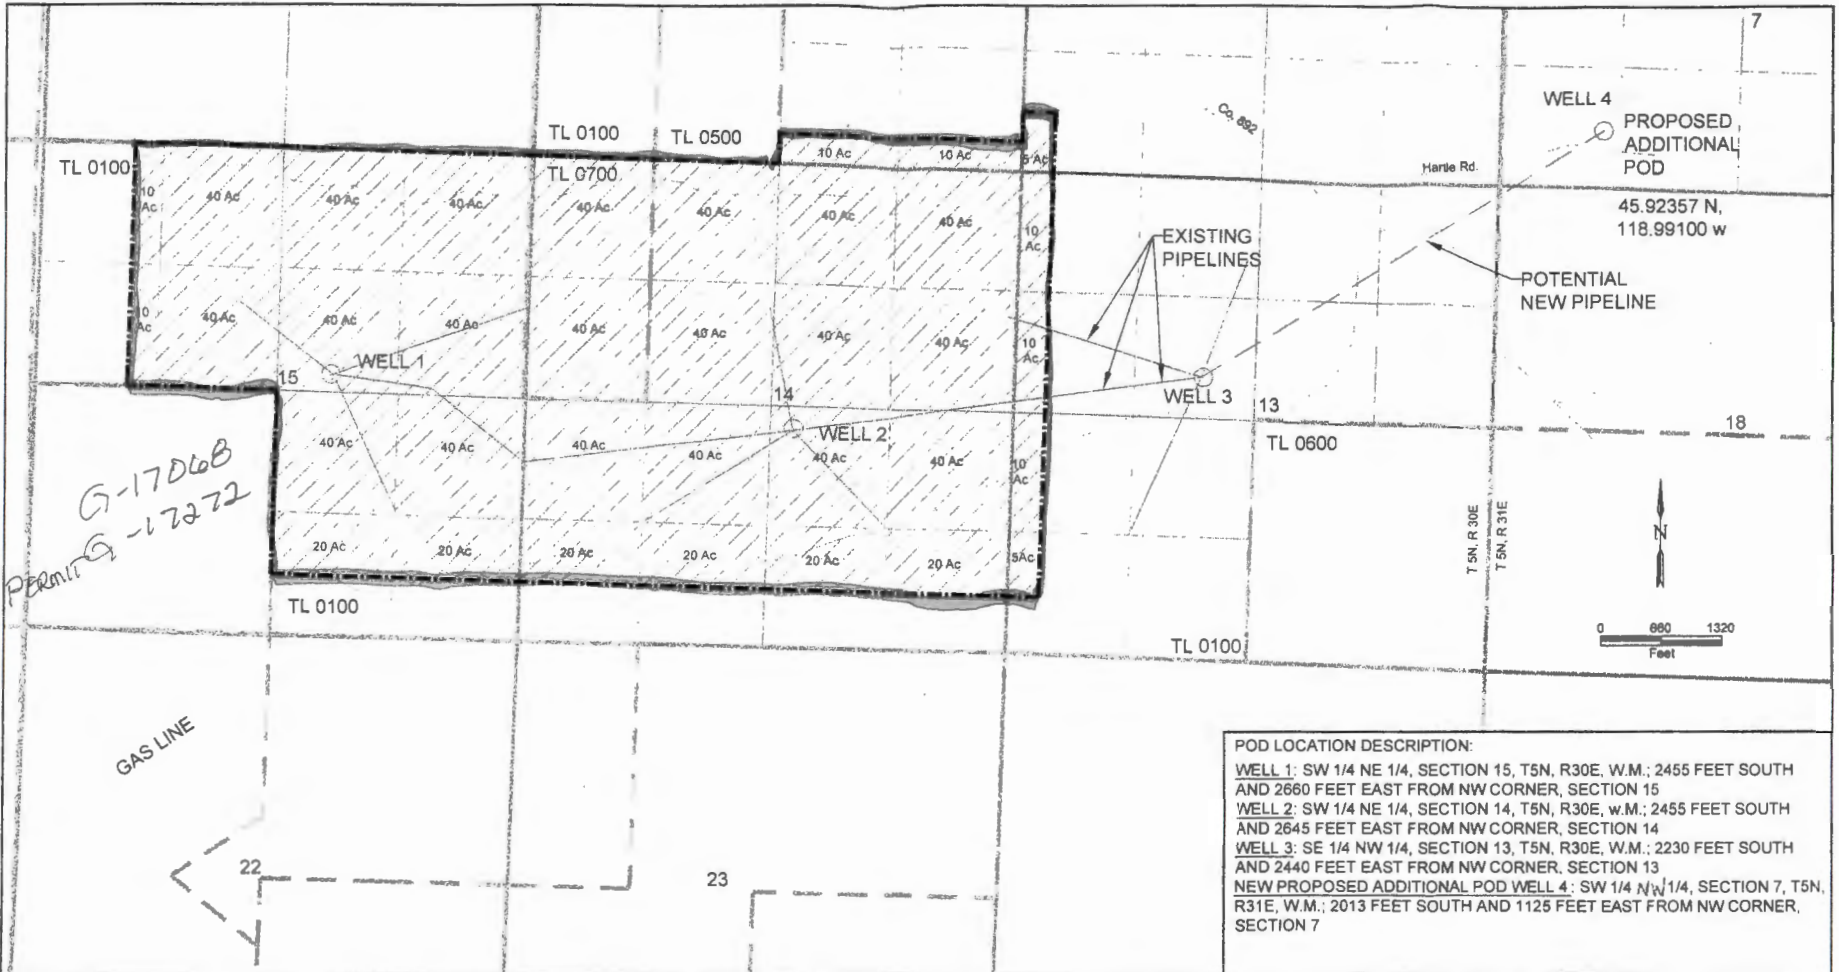 7
WELL 4
PROPOSED
ADDITIONAL
POD
Co. 892
Harne Rd.
45.92357 N,
118.99100 w
TL 0100
TL 0500
TL 0100
TL 0700
10 Ac
10 Ac
5 Ac
10
Ac
40 Ac
40 Ac
40 Ac
40 Ac
40 Ac
40 Ac
40 Ac
10
Ac
EXISTING
PIPELINES
POTENTIAL
NEW PIPELINE
10
Ac
40 Ac
40 Ac
40 Ac
40 Ac
40 Ac
40 Ac
40 Ac
10
Ac
WELL 1
WELL 3
15
14
13
18
WELL 2
TL 0600
40 Ac
40 Ac
40 Ac
40 Ac
40 Ac
40 Ac
10
Ac
G-17068
PERMIT G-17272
T 5N, R 30E
T 5N, R 31E
N
20 Ac
20 Ac
20 Ac
20 Ac
20 Ac
20 Ac
5Ac
TL 0100
TL 0100
0 660 1320
Feet
GAS LINE
22
23
POD LOCATION DESCRIPTION:
WELL 1: SW 1/4 NE 1/4, SECTION 15, T5N, R30E, W.M.; 2455 FEET SOUTH
AND 2660 FEET EAST FROM NW CORNER, SECTION 15
WELL 2: SW 1/4 NE 1/4, SECTION 14, T5N, R30E, w.M.; 2455 FEET SOUTH
AND 2645 FEET EAST FROM NW CORNER, SECTION 14
WELL 3: SE 1/4 NW 1/4, SECTION 13, T5N, R30E, W.M.; 2230 FEET SOUTH
AND 2440 FEET EAST FROM NW CORNER, SECTION 13
NEW PROPOSED ADDITIONAL POD WELL 4: SW 1/4 NW 1/4, SECTION 7, T5N,
R31E, W.M.; 2013 FEET SOUTH AND 1125 FEET EAST FROM NW CORNER,
SECTION 7